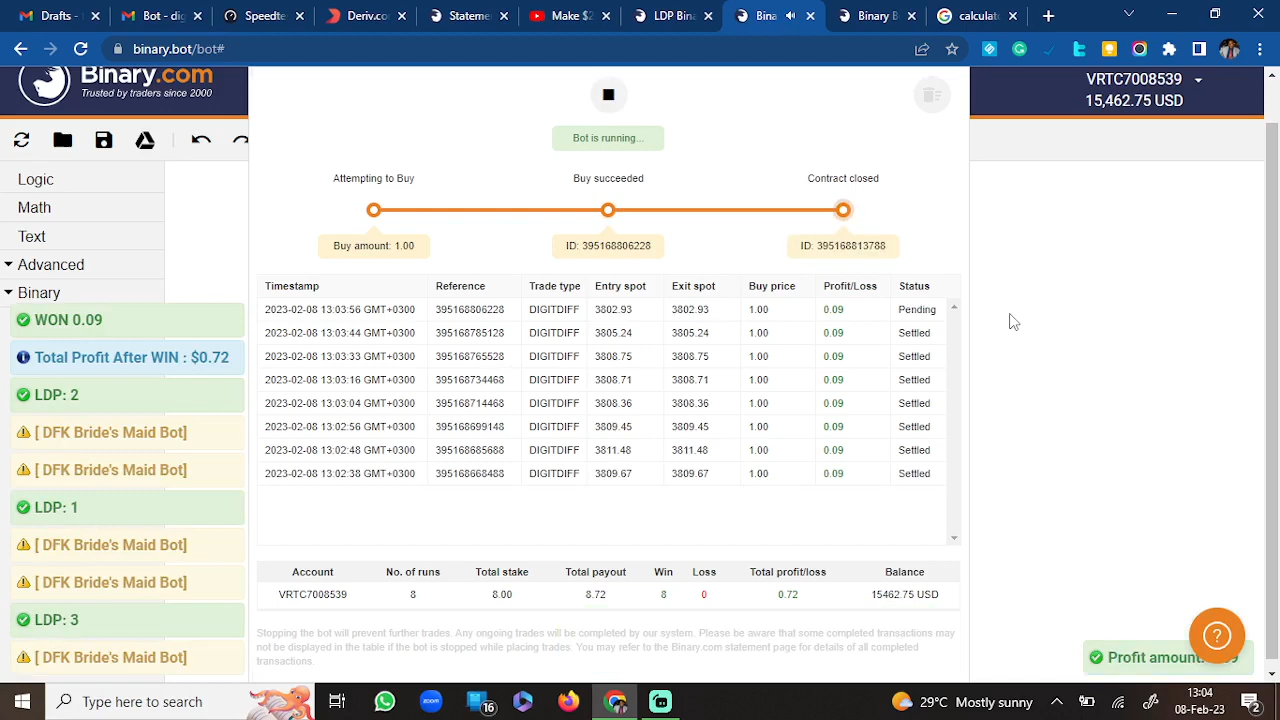 Bot -
Mail - dig
Spote
Stake
Stateme
Make $2
LDP Bina
Bina
Binary.b
calculato
binary.bot/bot#
Binary.com
Trusted by traders since 2000
VRTC7008539
15,462.75 USD
Bot is running...
Attempting to Buy
Buy succeeded
Contract closed
Buy amount: 1.00
ID: 395168806228
ID: 395168813788
Logic
Math
Text
Advanced
Binary
WON 0.09
Total Profit After WIN : $0.72
LDP: 2
[ DFK Bride's Maid Bot]
[ DFK Bride's Maid Bot]
LDP: 1
[ DFK Bride's Maid Bot]
[ DFK Bride's Maid Bot]
LDP: 3
[ DFK Bride's Maid Bot]
Timestamp Reference Trade type Entry spot Exit spot Buy price Profit/Loss Status
2023-02-08 13:03:56 GMT+0300 395168806228 DIGITDIFF 3802.93 3802.93 1.00 0.09 Pending
2023-02-08 13:03:44 GMT+0300 395168785128 DIGITDIFF 3805.24 3805.24 1.00 0.09 Settled
2023-02-08 13:03:33 GMT+0300 395168765528 DIGITDIFF 3808.75 3808.75 1.00 0.09 Settled
2023-02-08 13:03:16 GMT+0300 395168734468 DIGITDIFF 3808.71 3808.71 1.00 0.09 Settled
2023-02-08 13:03:04 GMT+0300 395168714468 DIGITDIFF 3808.36 3808.36 1.00 0.09 Settled
2023-02-08 13:02:56 GMT+0300 395168699148 DIGITDIFF 3809.45 3809.45 1.00 0.09 Settled
2023-02-08 13:02:48 GMT+0300 395168685688 DIGITDIFF 3811.48 3811.48 1.00 0.09 Settled
2023-02-08 13:02:38 GMT+0300 395168668488 DIGITDIFF 3809.67 3809.67 1.00 0.09 Settled
Account No. of runs Total stake Total payout Win Loss Total profit/loss Balance
VRTC7008539 8 8.00 8.72 8 0 0.72 15462.75 USD
Stopping the bot will prevent further trades. Any ongoing trades will be completed by our system. Please be aware that some completed transactions may
not be displayed in the table if the bot is stopped while placing trades. You may refer to the Binary.com statement page for details of all completed
transactions.
Profit amount
Type here to search
zoom
16
29°C Mostly sunny
13:04
08-Feb-23
2